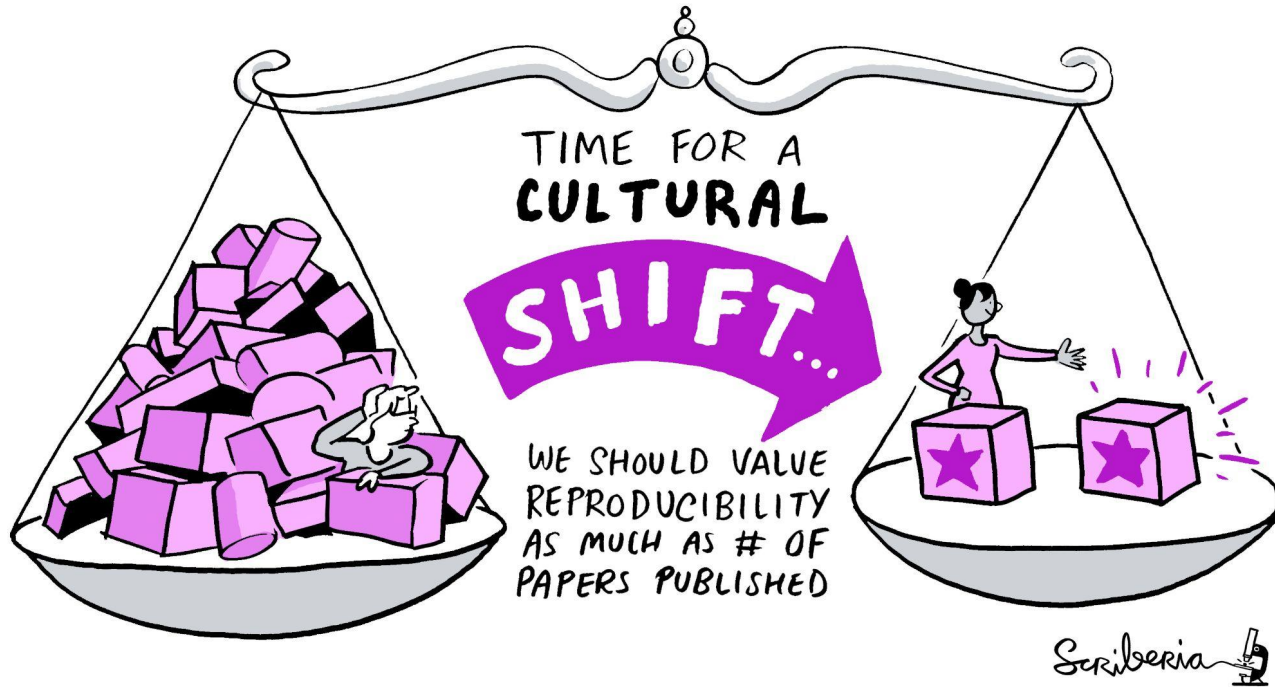 TIME FOR A
CULTURAL
SHIFT...
WE SHOULD VALUE
REPRODUCIBILITY
AS MUCH AS # OF
PAPERS PUBLISHED
Scriberia